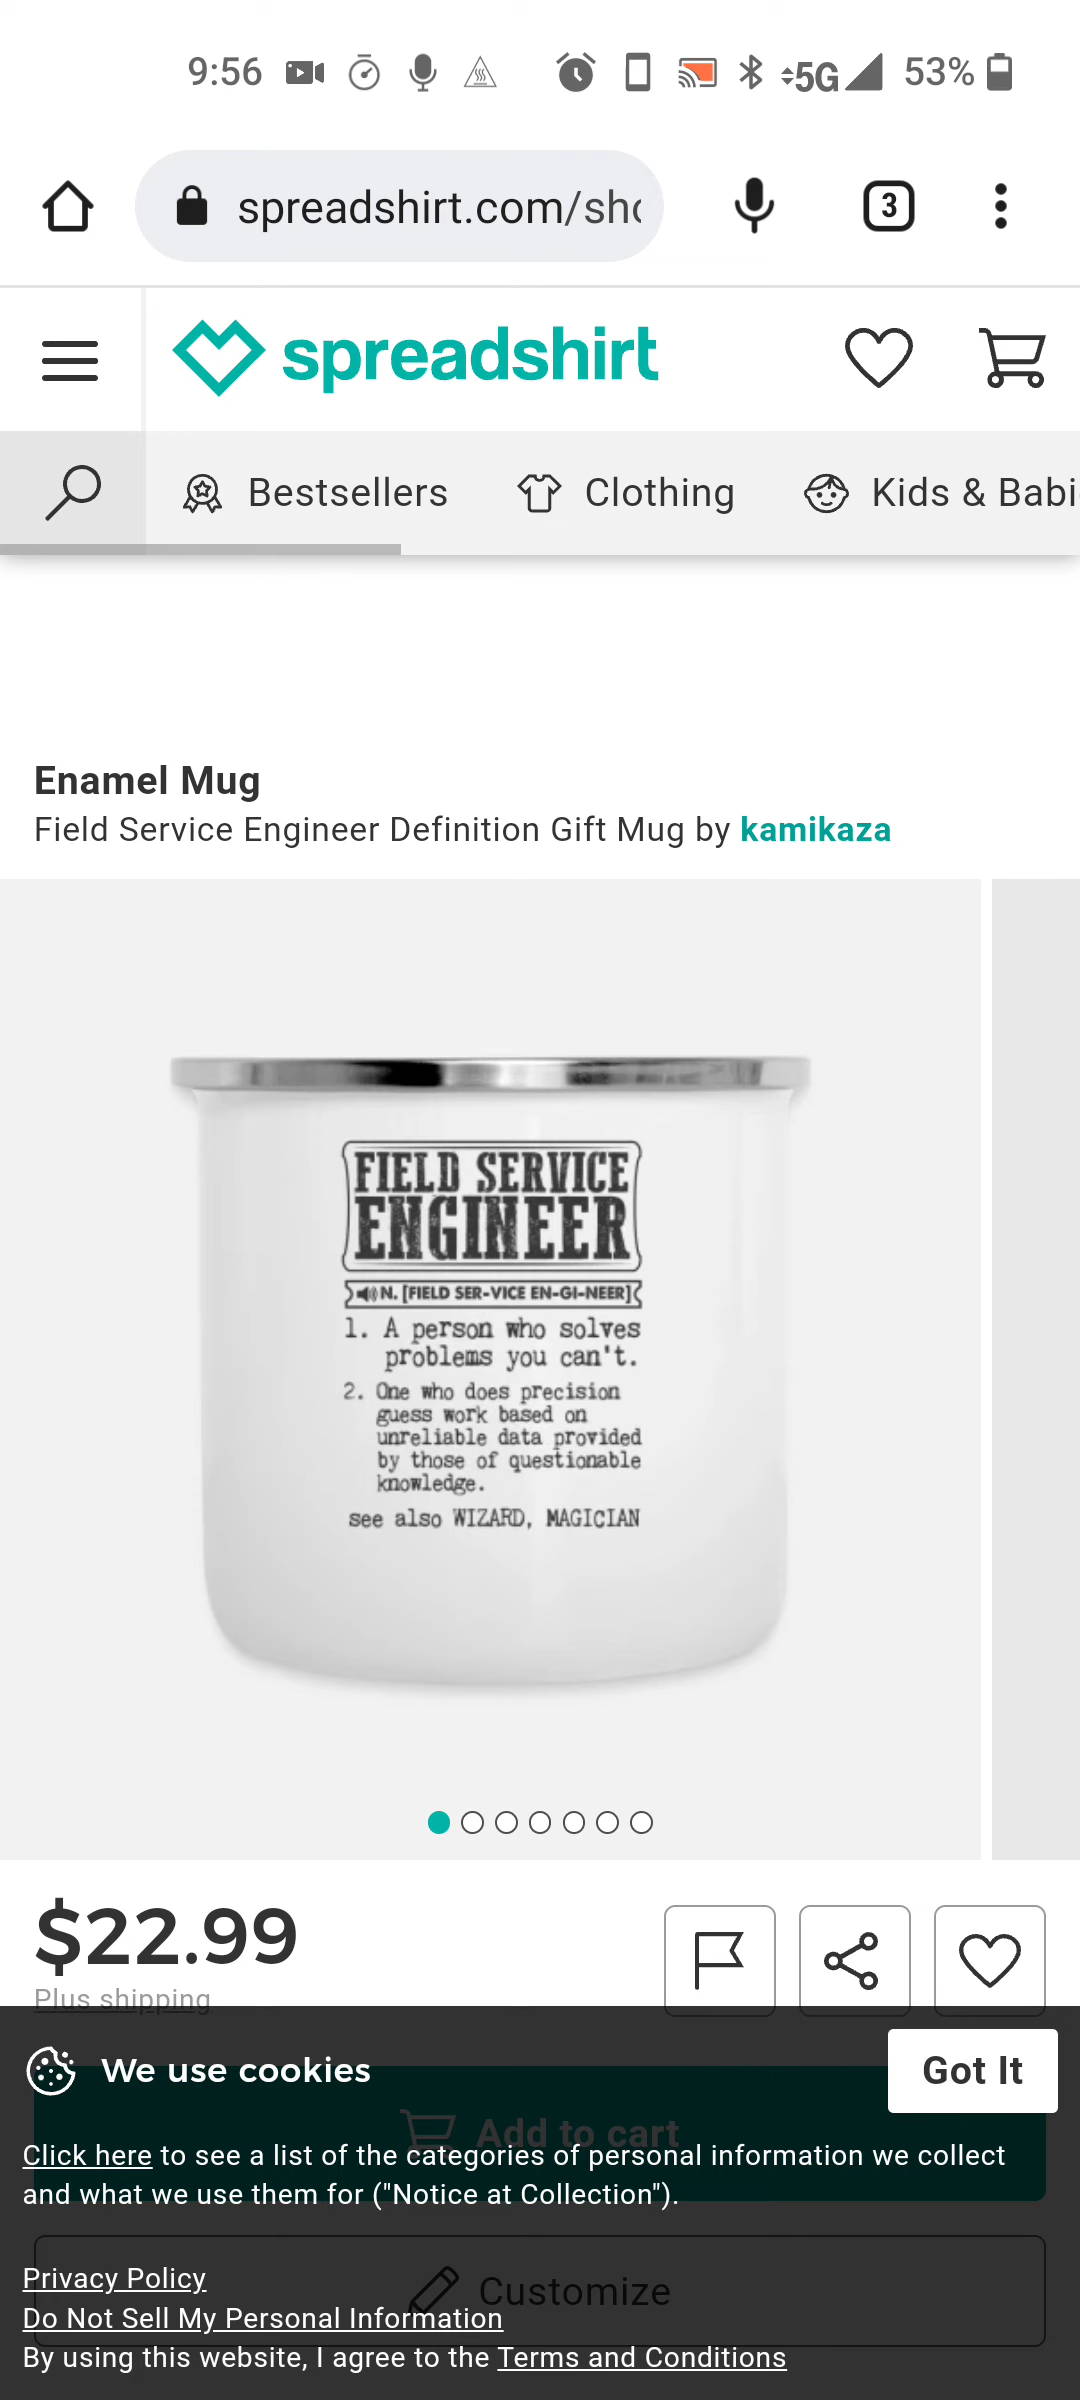 9:56
5G
53%
spreadshirt.com/sho
3
spreadshirt
Bestsellers
Clothing
Kids & Babi
Enamel Mug
Field Service Engineer Definition Gift Mug by kamikaza
FIELD SERVICE
ENGINEER
N. [FIELD SER-VICE EN-GI-NEER]
1. A person who solves
problems you can't.
2. One who does precision
guess work based on
unreliable data provided
by those of questionable
knowledge.
see also WIZARD, MAGICIAN
$22.99
Plus shipping
We use cookies
Got It
Add to cart
Click here to see a list of the categories of personal information we collect
and what we use them for ("Notice at Collection").
Customize
Privacy Policy
Do Not Sell My Personal Information
By using this website, I agree to the Terms and Conditions